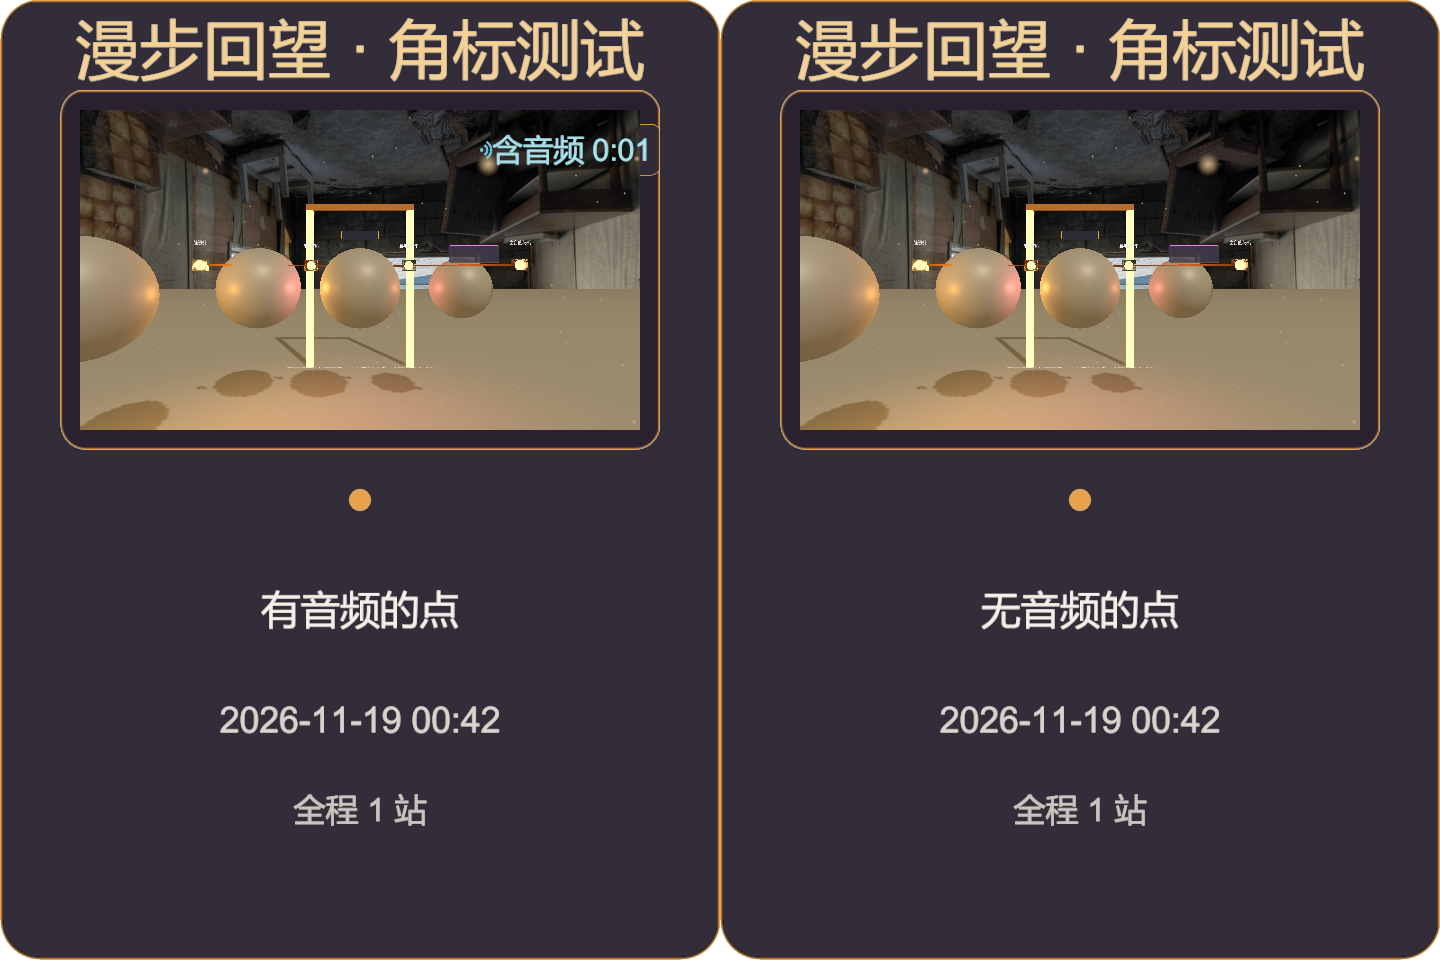 漫步回望 · 角标测试
含音频 0:01
有音频的点
2026-11-19 00:42
全程 1 站
漫步回望 · 角标测试
无音频的点
2026-11-19 00:42
全程 1 站